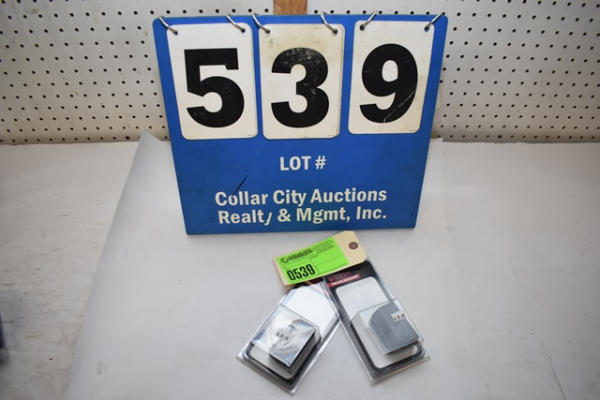 539
LOT #
Collar City Auctions
Realty & Mgmt, Inc.
0539